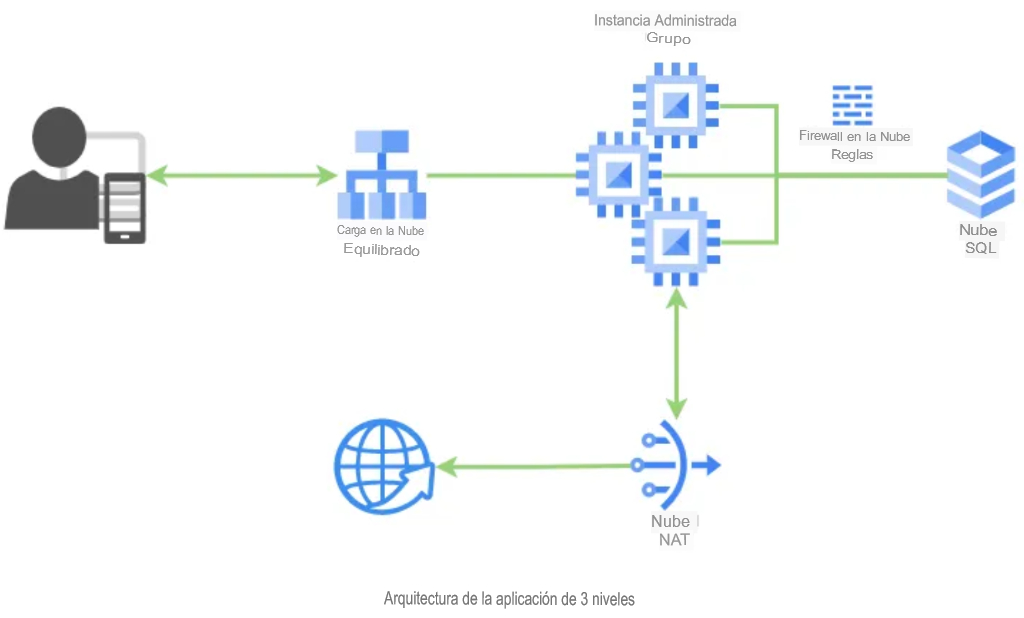 Instancia Administrada
Grupo
Firewall en la Nube
Reglas
Carga en la Nube
Equilibrado
Nube
SQL
Nube
NAT
Arquitectura de la aplicación de 3 niveles